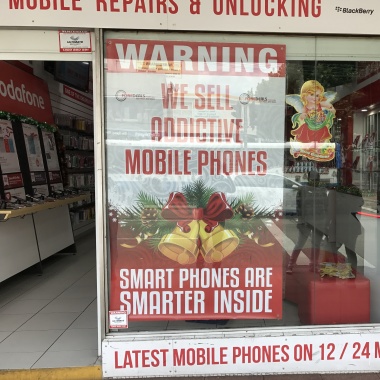 MOBILE REPAIRS & UNLOCKING
BlackBerry
vodafone
WARNING
WE SELL
ADDICTIVE
MOBILE PHONES
SMART PHONES ARE
SMARTER INSIDE
LATEST MOBILE PHONES ON 12 / 24 M